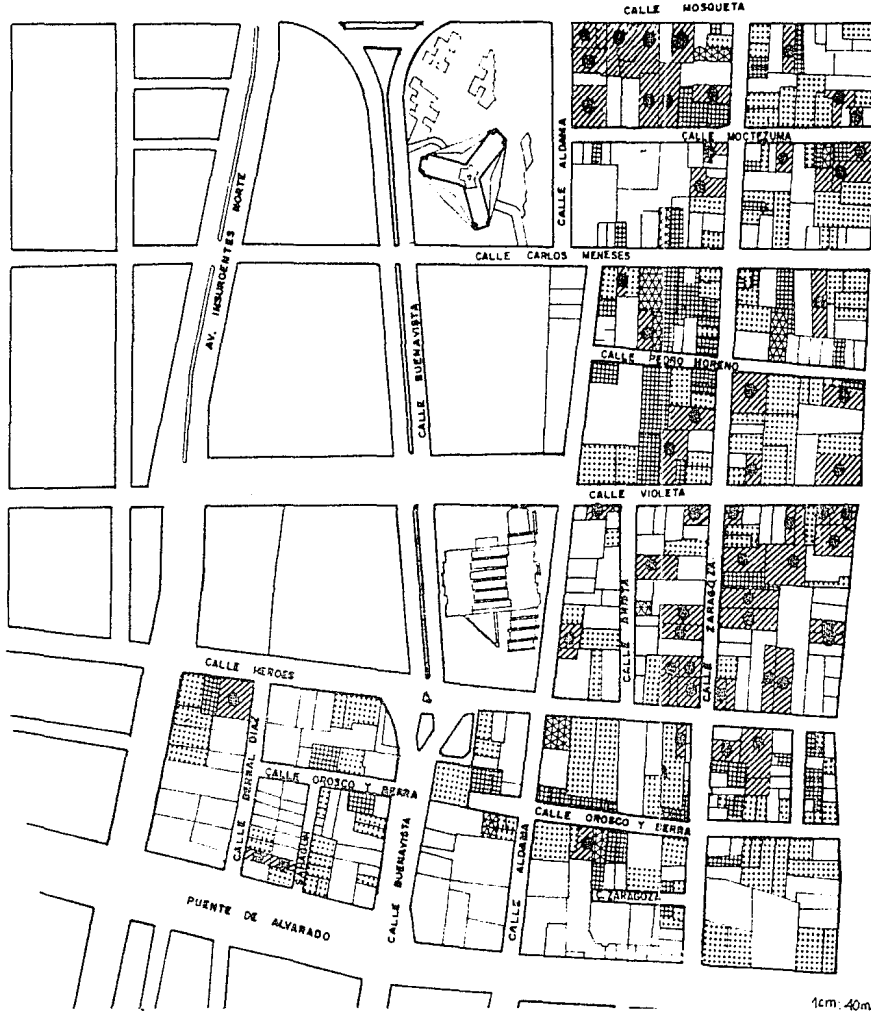 CALLE MOSQUETA
CALLE MOCTEZUMA
CALLE ALDAMA
AV. INSURGENTES NORTE
CALLE CARLOS MENESES
CALLE BUENAVISTA
CALLE PEDRO MORENO
CALLE VIOLETA
CALLE ARISTA
CALLE ZARAGOZA
CALLE HEROES
CALLE BERNAL DIAZ
CALLE OROSCO Y BERRA
SAHAGUN
CALLE BUENAVISTA
CALLE ALDAMA
CALLE OROSCO Y BERRA
C. ZARAGOZA
PUENTE DE ALVARADO
1cm: 40m